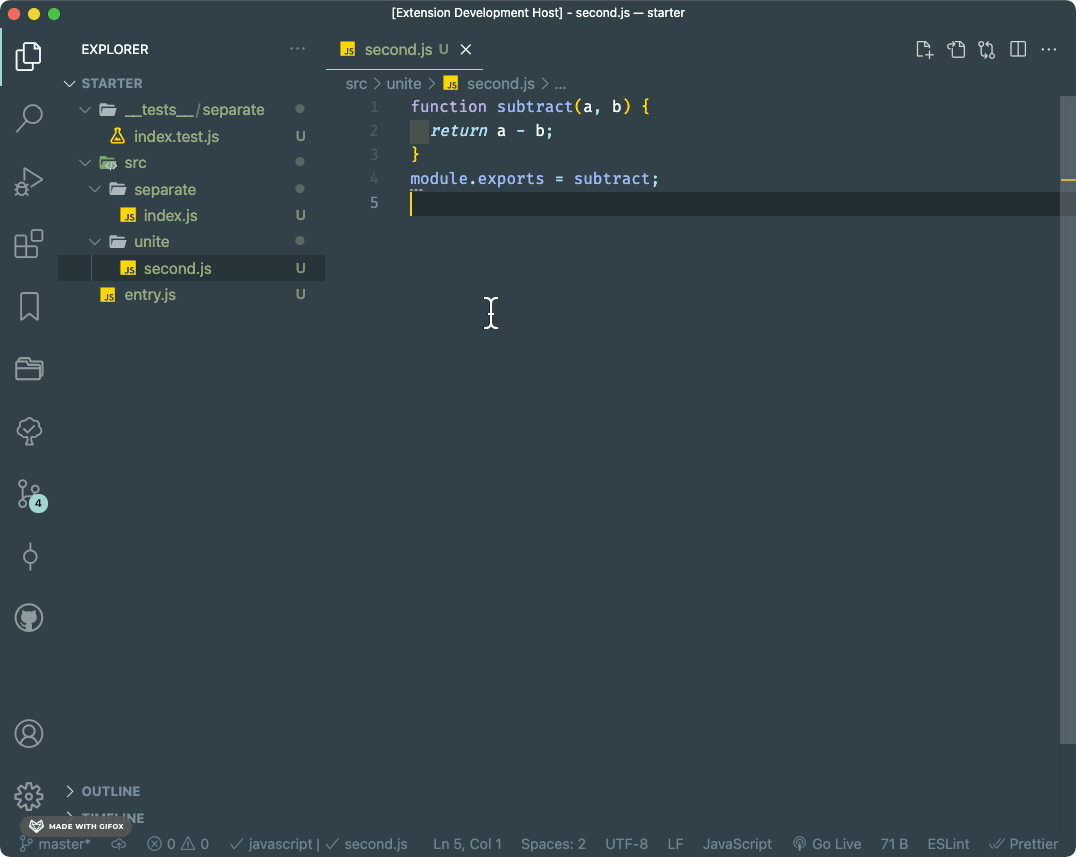 [Extension Development Host] - second.js — starter
EXPLORER
STARTER
__tests__/separate
index.test.js U
src
separate
index.js U
unite
second.js U
entry.js U
OUTLINE
TIMELINE
second.js U
src > unite > JS second.js > ...
1 function subtract(a, b) {
2 return a - b;
3 }
4 module.exports = subtract;
5
4
MADE WITH GIFOX
master* 0 0 javascript | second.js Ln 5, Col 1 Spaces: 2 UTF-8 LF JavaScript Go Live 71 B ESLint Prettier